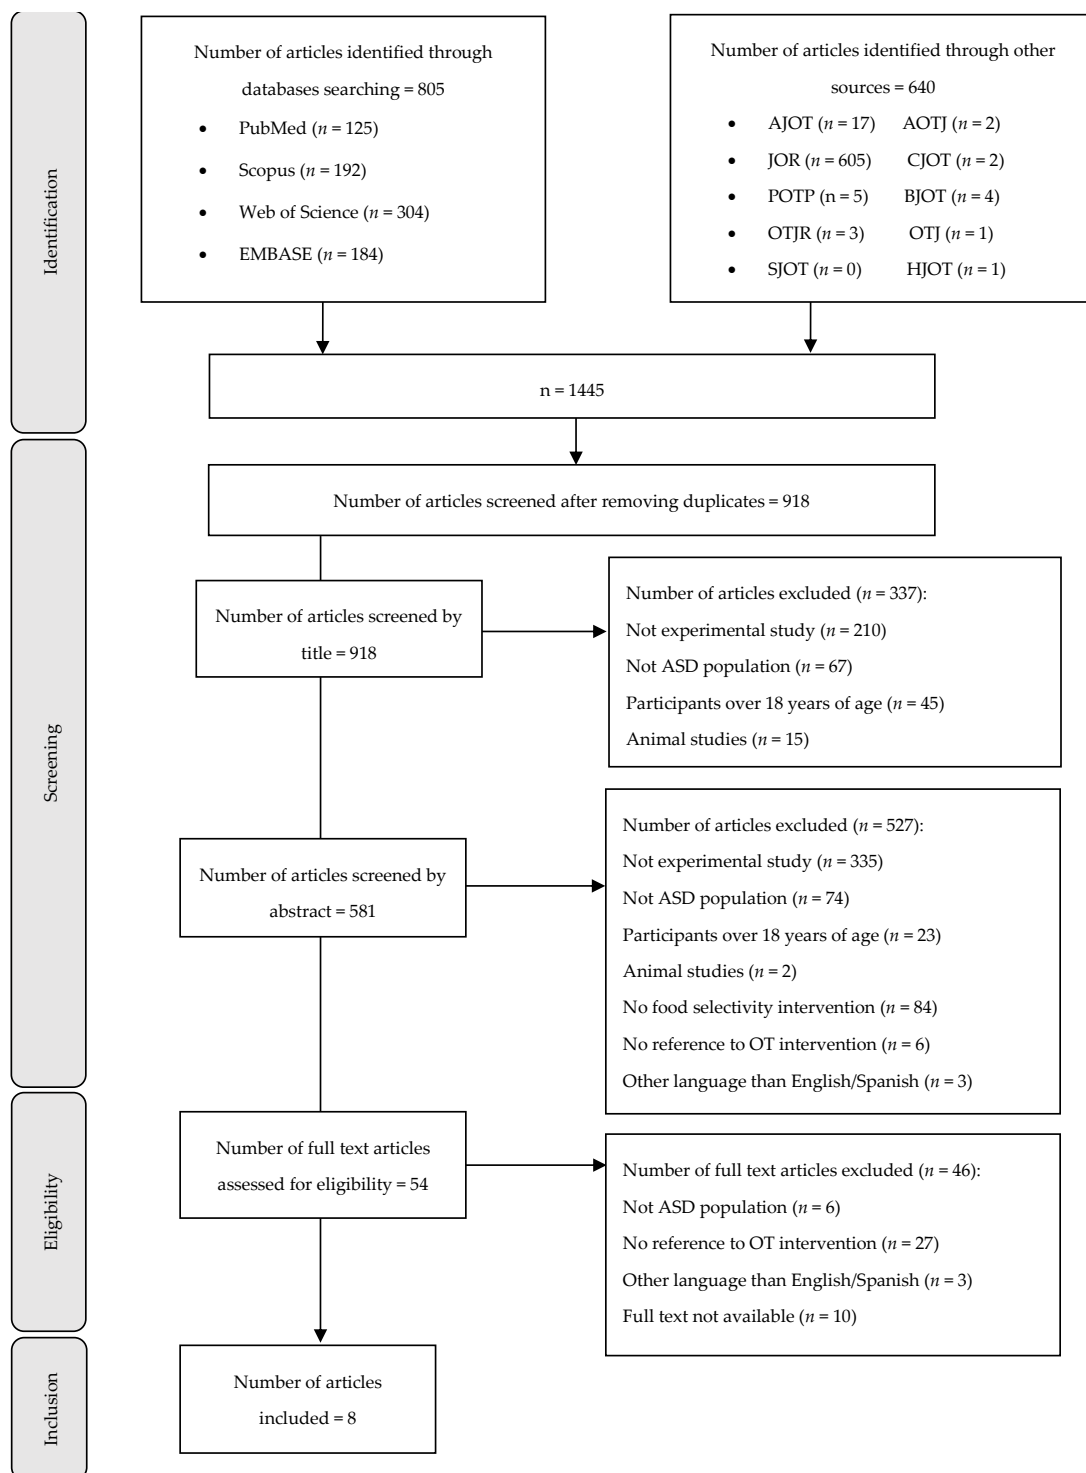 Identification
Number of articles identified through
databases searching = 805
• PubMed (n = 125)
• Scopus (n = 192)
• Web of Science (n = 304)
• EMBASE (n = 184)
Number of articles identified through other
sources = 640
• AJOT (n = 17) AOTJ (n = 2)
• JOR (n = 605) CJOT (n = 2)
• POTP (n = 5) BJOT (n = 4)
• OTJR (n = 3) OTJ (n = 1)
• SJOT (n = 0) HJOT (n = 1)
n = 1445
Screening
Number of articles screened after removing duplicates = 918
Number of articles screened by
title = 918
Number of articles excluded (n = 337):
Not experimental study (n = 210)
Not ASD population (n = 67)
Participants over 18 years of age (n = 45)
Animal studies (n = 15)
Number of articles screened by
abstract = 581
Number of articles excluded (n = 527):
Not experimental study (n = 335)
Not ASD population (n = 74)
Participants over 18 years of age (n = 23)
Animal studies (n = 2)
No food selectivity intervention (n = 84)
No reference to OT intervention (n = 6)
Other language than English/Spanish (n = 3)
Eligibility
Number of full text articles
assessed for eligibility = 54
Number of full text articles excluded (n = 46):
Not ASD population (n = 6)
No reference to OT intervention (n = 27)
Other language than English/Spanish (n = 3)
Full text not available (n = 10)
Inclusion
Number of articles
included = 8